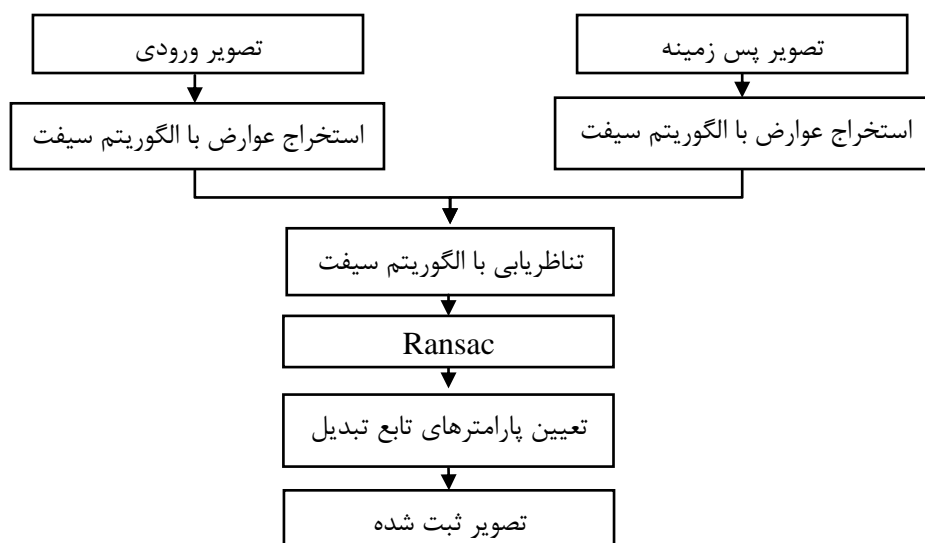 تصویر پس زمینه
تصویر ورودی
استخراج عوارض با الگوریتم سیفت
استخراج عوارض با الگوریتم سیفت
تناظریابی با الگوریتم سیفت
Ransac
تعیین پارامترهای تابع تبدیل
تصویر ثبت شده